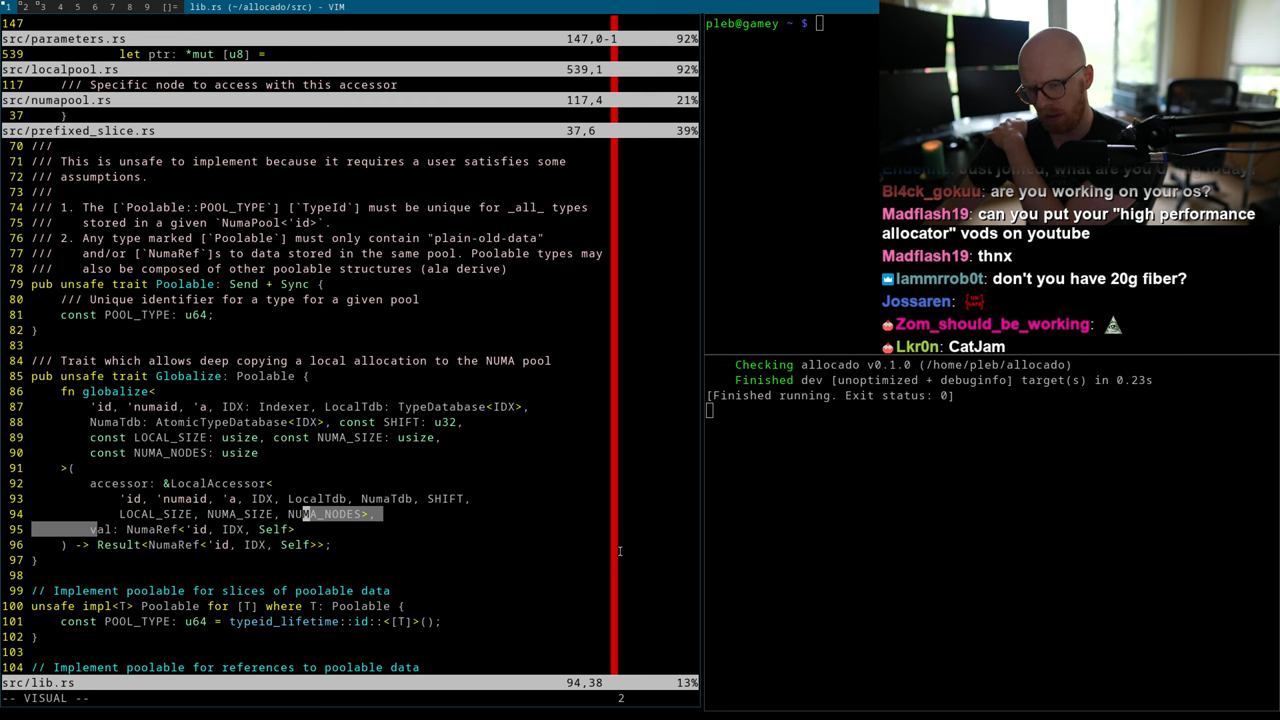 1 2 3 4 5 6 7 8 9 []= lib.rs (~/allocado/src) - VIM
147
src/parameters.rs 147,0-1 92%
539 let ptr: *mut [u8] =
src/localpool.rs 539,1 92%
117 /// Specific node to access with this accessor
src/numapool.rs 117,4 21%
37 }
src/prefixed_slice.rs 37,6 39%
70 ///
71 /// This is unsafe to implement because it requires a user satisfies some
72 /// assumptions.
73 ///
74 /// 1. The [`Poolable::POOL_TYPE`] [`TypeId`] must be unique for _all_ types
75 /// stored in a given `NumaPool<'id>`.
76 /// 2. Any type marked [`Poolable`] must only contain "plain-old-data"
77 /// and/or [`NumaRef`]s to data stored in the same pool. Poolable types may
78 /// also be composed of other poolable structures (ala derive)
79 pub unsafe trait Poolable: Send + Sync {
80 /// Unique identifier for a type for a given pool
81 const POOL_TYPE: u64;
82 }
83
84 /// Trait which allows deep copying a local allocation to the NUMA pool
85 pub unsafe trait Globalize: Poolable {
86 fn globalize<
87 'id, 'numaid, 'a, IDX: Indexer, LocalTdb: TypeDatabase<IDX>,
88 NumaTdb: AtomicTypeDatabase<IDX>, const SHIFT: u32,
89 const LOCAL_SIZE: usize, const NUMA_SIZE: usize,
90 const NUMA_NODES: usize
91 >(
92 accessor: &LocalAccessor<
93 'id, 'numaid, 'a, IDX, LocalTdb, NumaTdb, SHIFT,
94 LOCAL_SIZE, NUMA_SIZE, NUMA_NODES>,
95 val: NumaRef<'id, IDX, Self>
96 ) -> Result<NumaRef<'id, IDX, Self>>;
97 }
98
99 // Implement poolable for slices of poolable data
100 unsafe impl<T> Poolable for [T] where T: Poolable {
101 const POOL_TYPE: u64 = typeid_lifetime::id::<[T]>();
102 }
103
104 // Implement poolable for references to poolable data
src/lib.rs 94,38 13%
-- VISUAL -- 2
pleb@gamey ~ $
Checking allocado v0.1.0 (/home/pleb/allocado)
Finished dev [unoptimized + debuginfo] target(s) in 0.23s
[Finished running. Exit status: 0]
just joined, what are you
Bl4ck_gokuu: are you working on your os?
Madflash19: can you put your "high performance
allocator" vods on youtube
Madflash19: thnx
Iammrrob0t: don't you have 20g fiber?
Jossaren:
Zom_should_be_working:
Lkr0n: CatJam